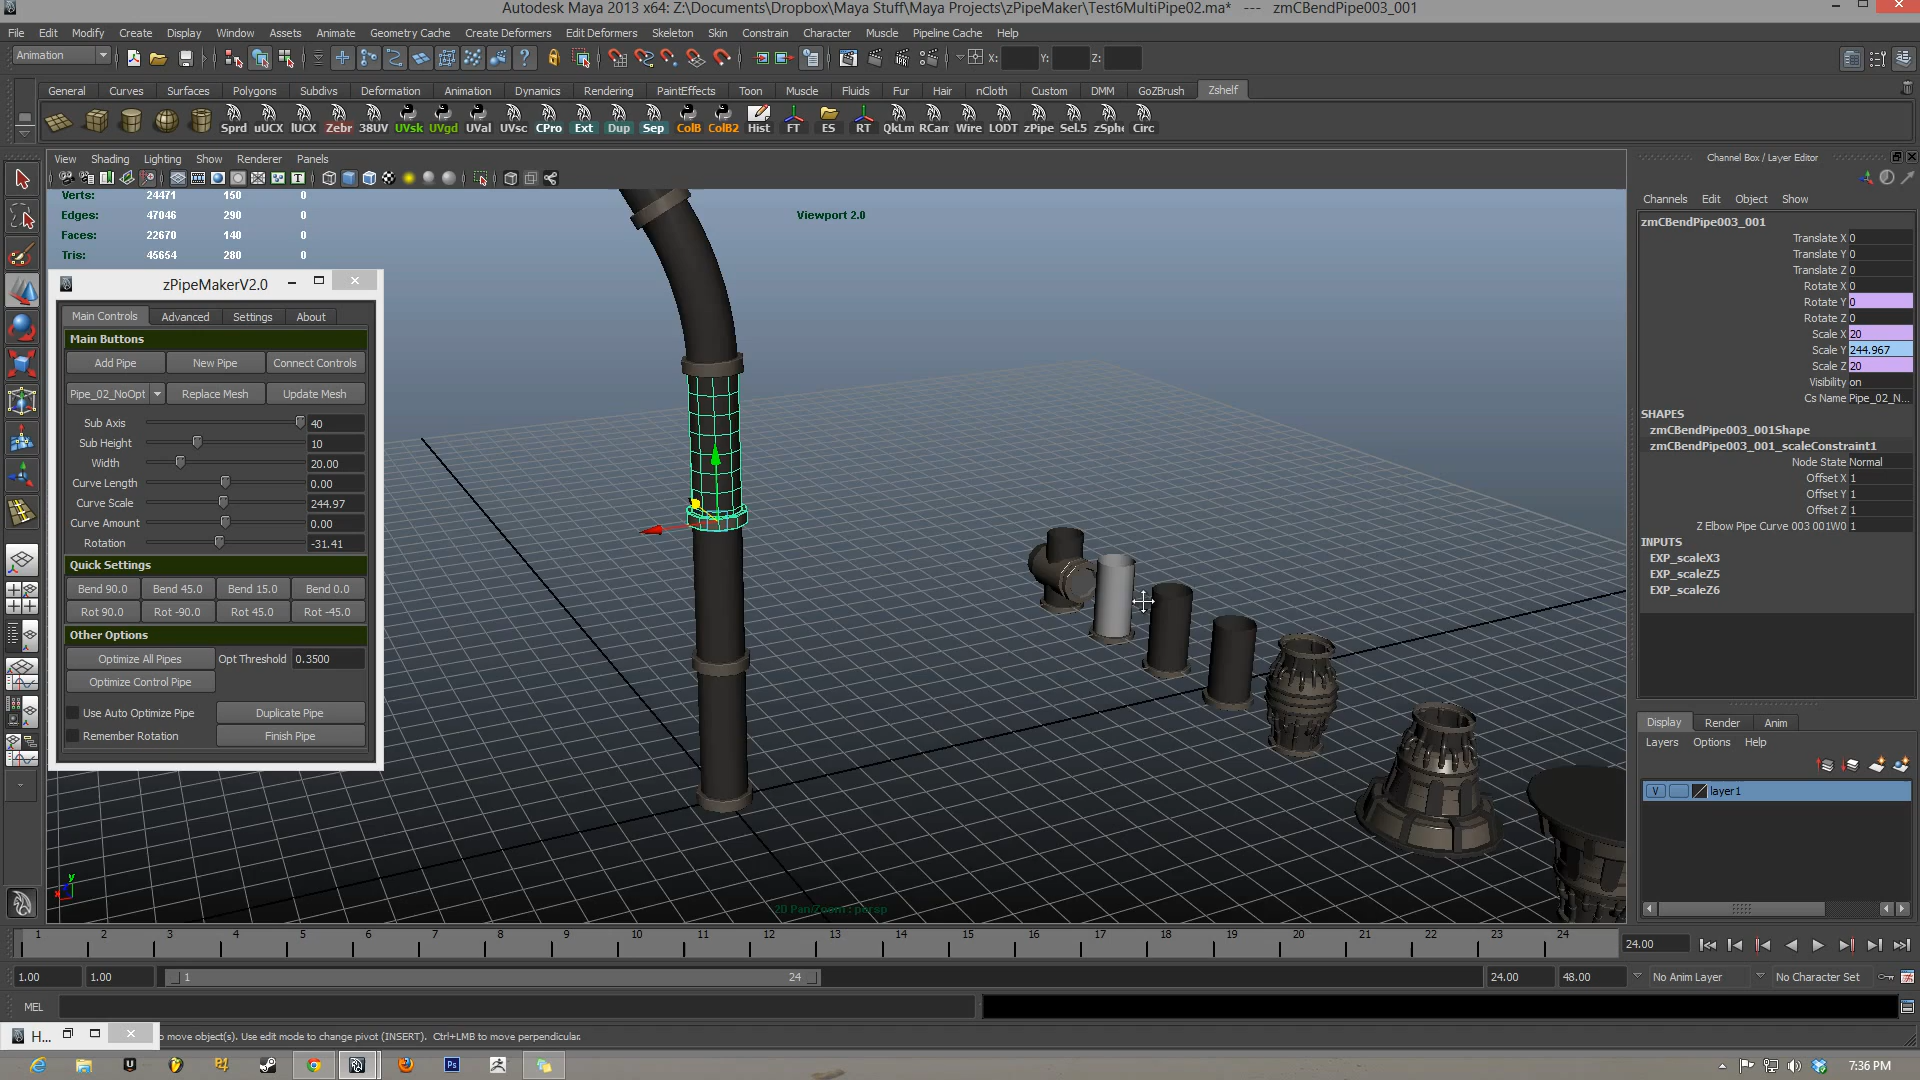 Autodesk Maya 2013 x64: Z:\Documents\Dropbox\Maya Stuff\Maya Projects\zPipeMaker\Test6MultiPipe02.ma*   ---   zmCBendPipe003_001
File Edit Modify Create Display Window Assets Animate Geometry Cache Create Deformers Edit Deformers Skeleton Skin Constrain Character Muscle Pipeline Cache Help
Animation X: Y: Z:
General Curves Surfaces Polygons Subdivs Deformation Animation Dynamics Rendering PaintEffects Toon Muscle Fluids Fur Hair nCloth Custom DMM GoZBrush Zshelf
Sprd uUCX lUCX Zebr 38UV UVsk UVgd UVal UVsc CPro Ext Dup Sep ColB ColB2 Hist FT ES RT QkLm RCam Wire LODT zPipe Sel.5 zSphe Circ
View Shading Lighting Show Renderer Panels
Verts: 24471 150 0
Edges: 47046 290 0
Faces: 22670 140 0
Tris: 45654 280 0
Viewport 2.0
zPipeMakerV2.0
Main Controls Advanced Settings About
Main Buttons
Add Pipe New Pipe Connect Controls
Pipe_02_NoOpt Replace Mesh Update Mesh
Sub Axis 40
Sub Height 10
Width 20.00
Curve Length 0.00
Curve Scale 244.97
Curve Amount 0.00
Rotation -31.41
Quick Settings
Bend 90.0 Bend 45.0 Bend 15.0 Bend 0.0
Rot 90.0 Rot -90.0 Rot 45.0 Rot -45.0
Other Options
Optimize All Pipes Opt Threshold 0.3500
Optimize Control Pipe
Use Auto Optimize Pipe Duplicate Pipe
Remember Rotation Finish Pipe
y
x
2D Pan/Zoom : persp
Channel Box / Layer Editor
Channels Edit Object Show
zmCBendPipe003_001
Translate X 0
Translate Y 0
Translate Z 0
Rotate X 0
Rotate Y 0
Rotate Z 0
Scale X 20
Scale Y 244.967
Scale Z 20
Visibility on
Cs Name Pipe_02_N...
SHAPES
zmCBendPipe003_001Shape
zmCBendPipe003_001_scaleConstraint1
Node State Normal
Offset X 1
Offset Y 1
Offset Z 1
Z Elbow Pipe Curve 003 001W0 1
INPUTS
EXP_scaleX3
EXP_scaleZ5
EXP_scaleZ6
Display Render Anim
Layers Options Help
V layer1
1 2 3 4 5 6 7 8 9 10 11 12 13 14 15 16 17 18 19 20 21 22 23 24 24.00
1.00 1.00 1 24 24.00 48.00 No Anim Layer No Character Set
MEL
H... o move object(s). Use edit mode to change pivot (INSERT).  Ctrl+LMB to move perpendicular.
Ps 7:36 PM